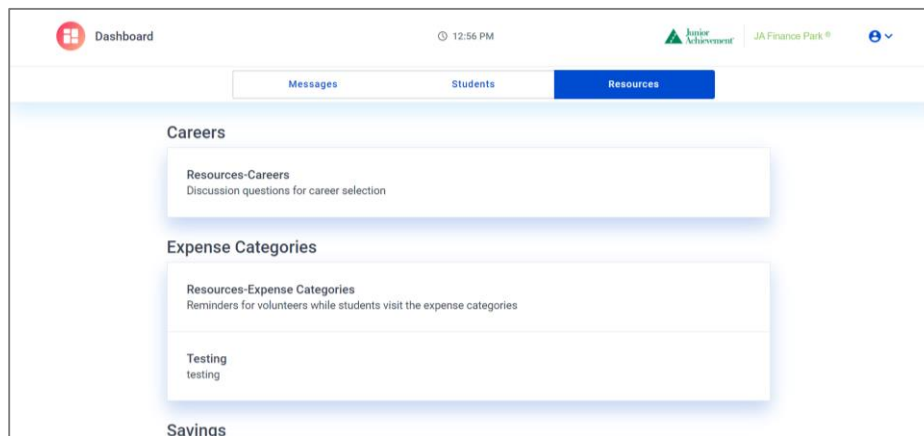 Dashboard
12:56 PM
Junior
Achievement
JA Finance Park ®
Messages
Students
Resources
Careers
Resources-Careers
Discussion questions for career selection
Expense Categories
Resources-Expense Categories
Reminders for volunteers while students visit the expense categories
Testing
testing
Savings